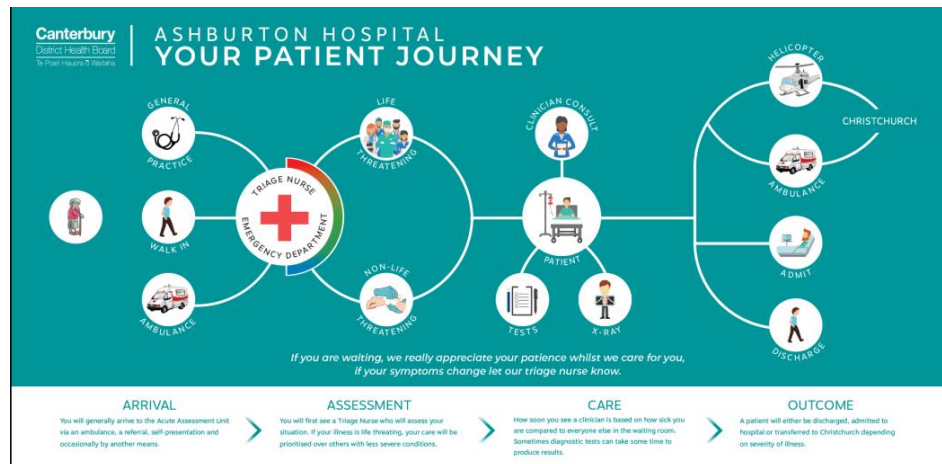 Canterbury
District Health Board
Te Poari Hauora ō Waitaha
ASHBURTON HOSPITAL
YOUR PATIENT JOURNEY
GENERAL
PRACTICE
WALK IN
AMBULANCE
TRIAGE NURSE
EMERGENCY DEPARTMENT
LIFE
THREATENING
NON-LIFE
THREATENING
CLINICIAN CONSULT
PATIENT
TESTS
X-RAY
HELICOPTER
CHRISTCHURCH
AMBULANCE
ADMIT
DISCHARGE
If you are waiting, we really appreciate your patience whilst we care for you,
if your symptoms change let our triage nurse know.
ARRIVAL
You will generally arrive to the Acute Assessment Unit
via an ambulance, a referral, self-presentation and
occasionally by another means.
ASSESSMENT
You will first see a Triage Nurse who will assess your
situation. If your illness is life threating, your care will be
prioritised over others with less severe conditions.
CARE
How soon you see a clinician is based on how sick you
are compared to everyone else in the waiting room.
Sometimes diagnostic tests can take some time to
produce results.
OUTCOME
A patient will either be discharged, admitted to
hospital or transferred to Christchurch depending
on severity of illness.